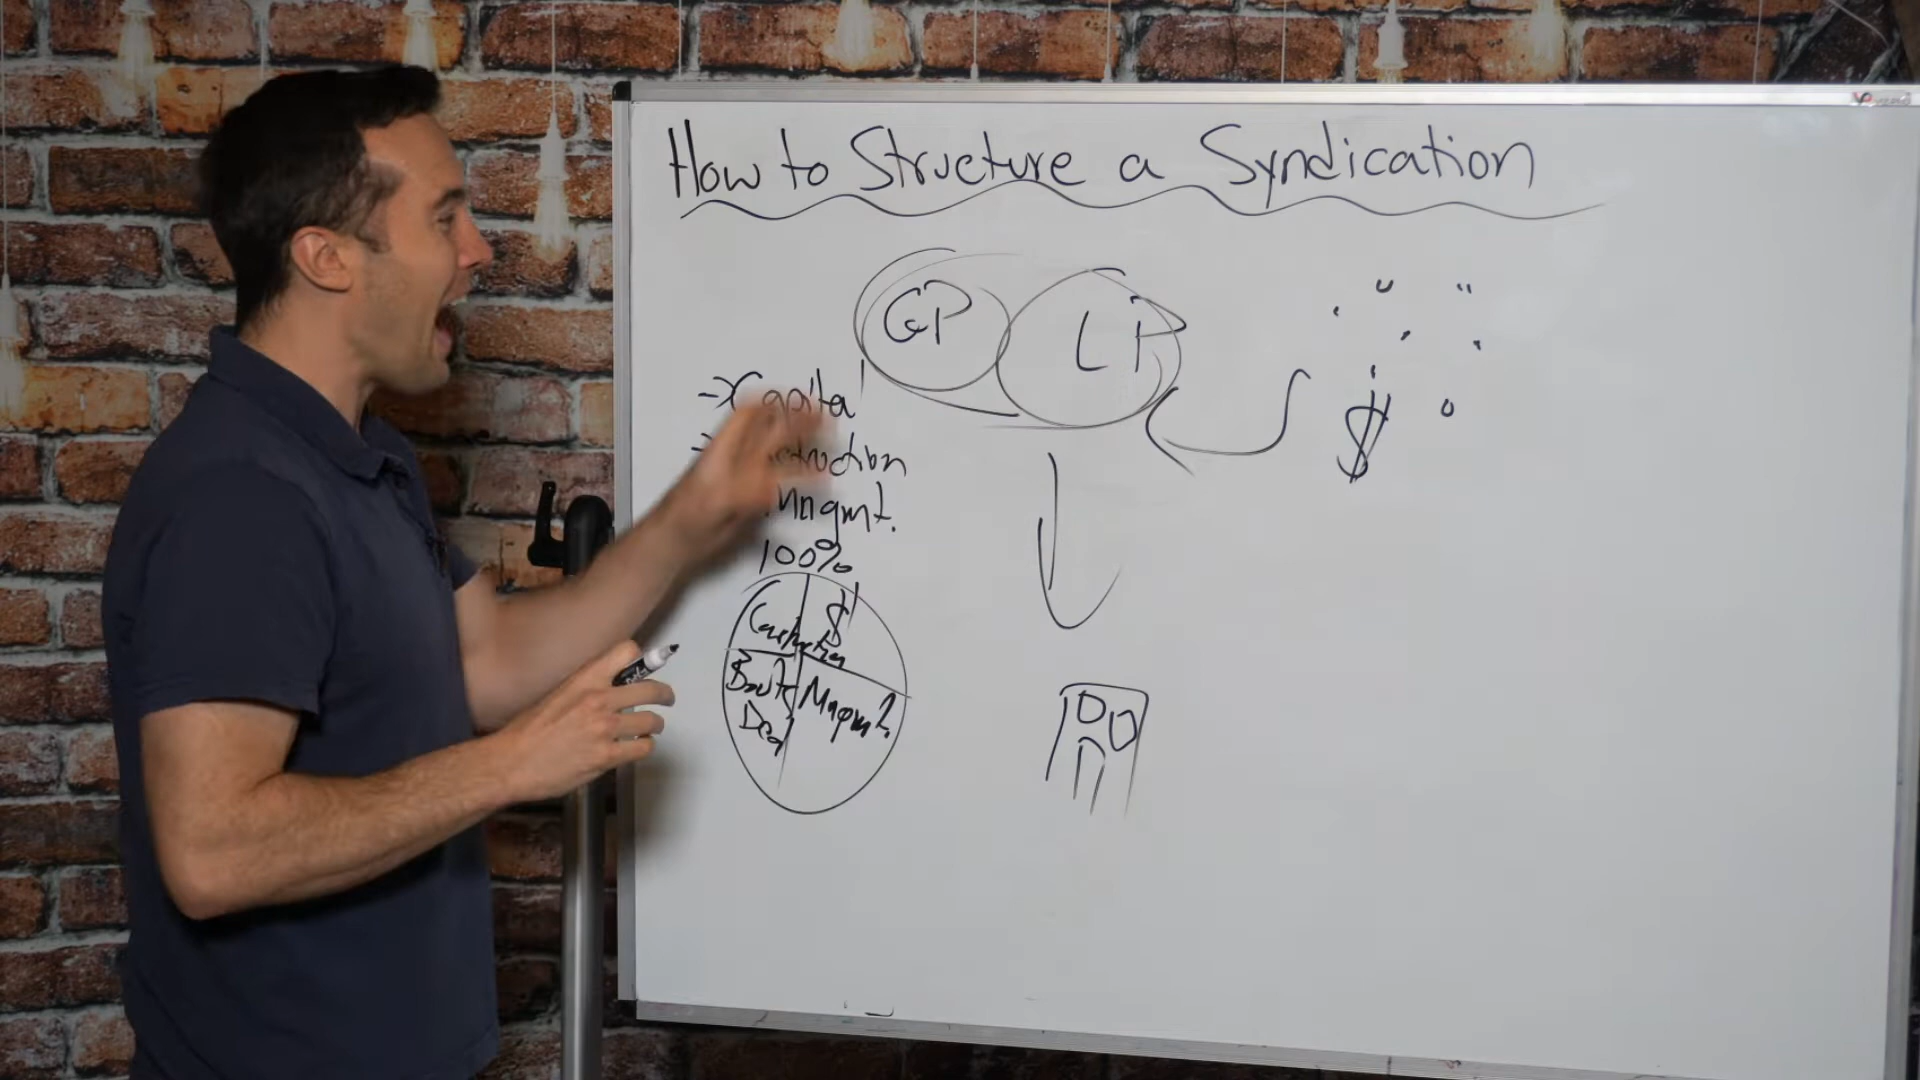 How to Structure a Syndication
GP LP
Capital
$
Mngmt.
100%
$
Mngmt.